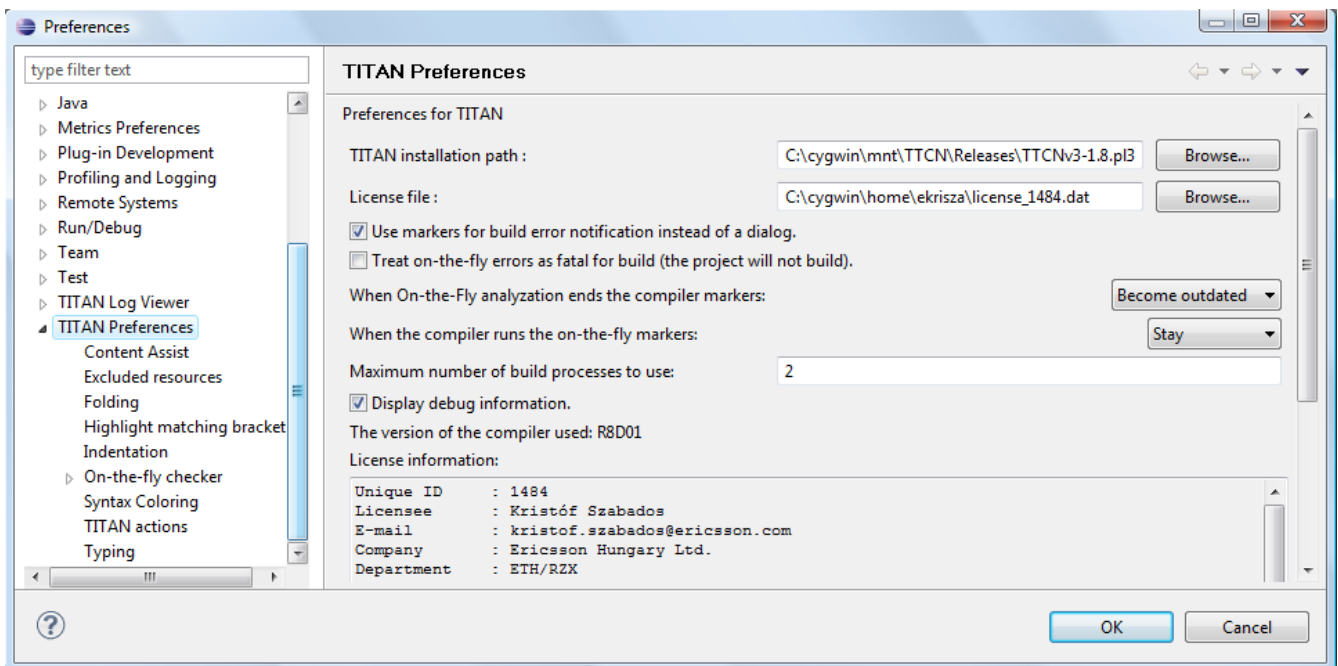 Preferences
type filter text
Java
Metrics Preferences
Plug-in Development
Profiling and Logging
Remote Systems
Run/Debug
Team
Test
TITAN Log Viewer
TITAN Preferences
Content Assist
Excluded resources
Folding
Highlight matching bracket
Indentation
On-the-fly checker
Syntax Coloring
TITAN actions
Typing
TITAN Preferences
Preferences for TITAN
TITAN installation path : C:\cygwin\mnt\TTCN\Releases\TTCNv3-1.8.pl3 Browse...
License file : C:\cygwin\home\ekrisza\license_1484.dat Browse...
Use markers for build error notification instead of a dialog.
Treat on-the-fly errors as fatal for build (the project will not build).
When On-the-Fly analyzation ends the compiler markers: Become outdated
When the compiler runs the on-the-fly markers: Stay
Maximum number of build processes to use: 2
Display debug information.
The version of the compiler used: R8D01
License information:
Unique ID : 1484
Licensee : Kristóf Szabados
E-mail : kristof.szabados@ericsson.com
Company : Ericsson Hungary Ltd.
Department : ETH/RZX
OK Cancel